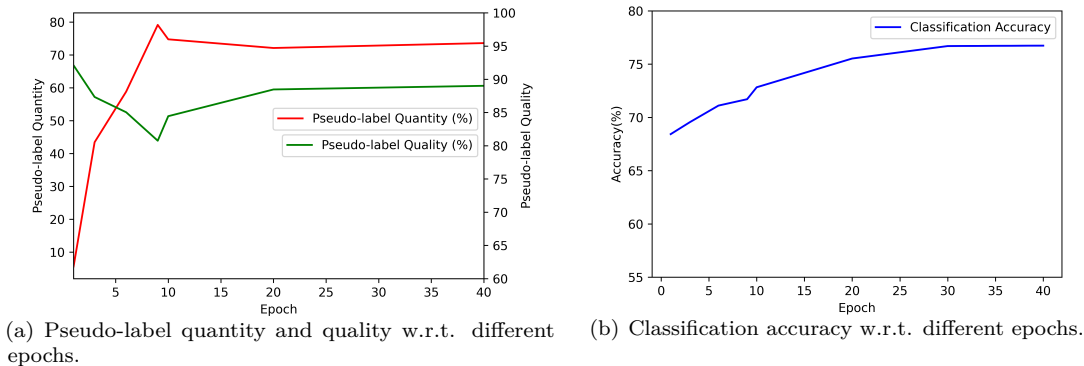 80
70
60
50
40
30
20
10
Pseudo-label Quantity
100
95
90
85
80
75
70
65
60
Pseudo-label Quality
Pseudo-label Quantity (%)
Pseudo-label Quality (%)
5 10 15 20 25 30 35 40
Epoch
(a) Pseudo-label quantity and quality w.r.t. different
epochs.
80
75
70
65
60
55
Accuracy(%)
Classification Accuracy
0 5 10 15 20 25 30 35 40
Epoch
(b) Classification accuracy w.r.t. different epochs.